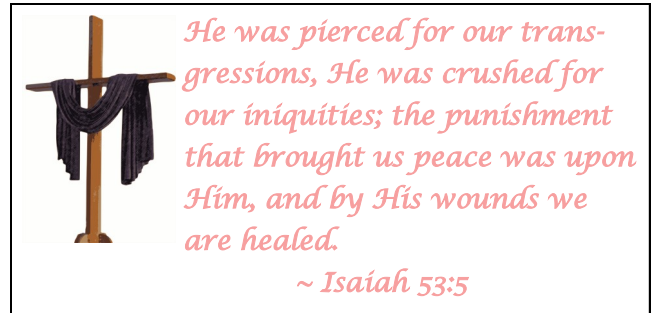 He was pierced for our trans-
gressions, He was crushed for
our iniquities; the punishment
that brought us peace was upon
Him, and by His wounds we
are healed.
~ Isaiah 53:5